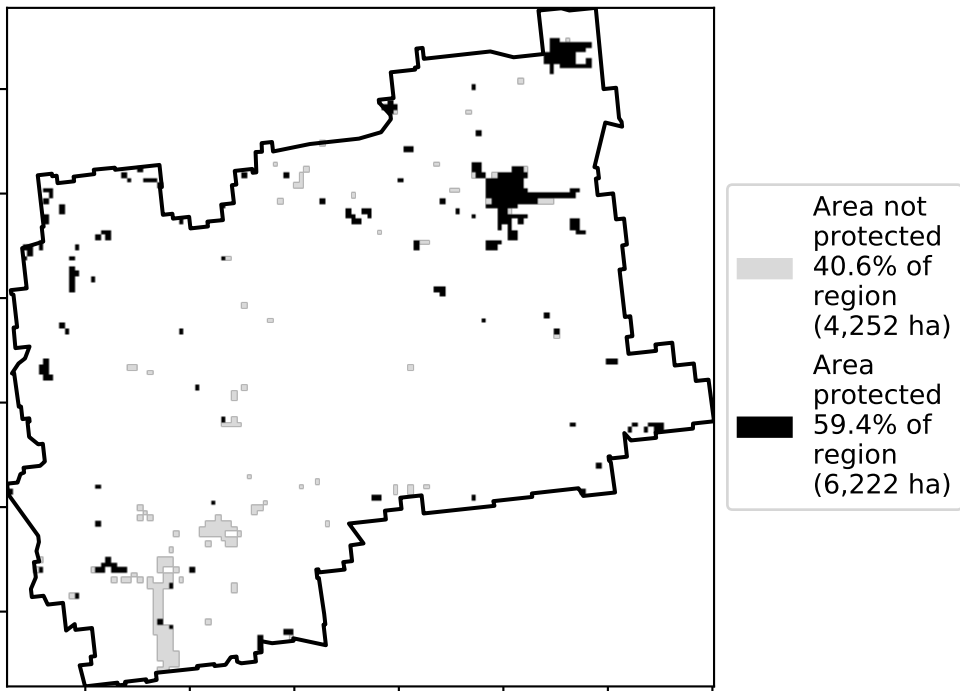 Area not
protected
40.6% of
region
(4,252 ha)
Area
protected
59.4% of
region
(6,222 ha)